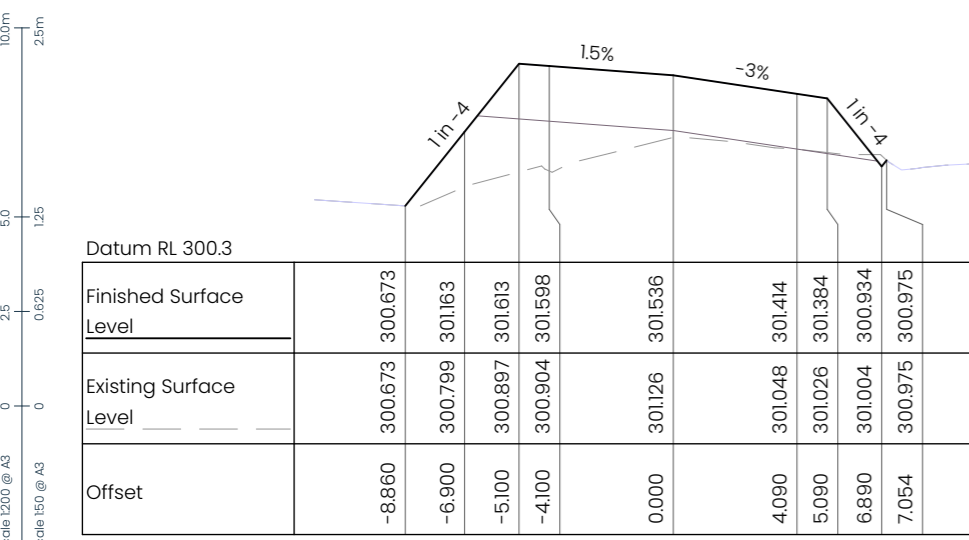 10.0m
2.5m
5.0
1.25
2.5
0.625
0
0
1 in -4
1.5%
-3%
1 in -4
Datum RL 300.3
Finished Surface
Level
300.673 301.163 301.613 301.598 301.536 301.414 301.384 300.934 300.975
Existing Surface
Level
300.673 300.799 300.897 300.904 301.126 301.048 301.026 301.004 300.975
Offset
-8.860 -6.900 -5.100 -4.100 0.000 4.090 5.090 6.890 7.054
cale 1:200 @ A3
cale 1:50 @ A3